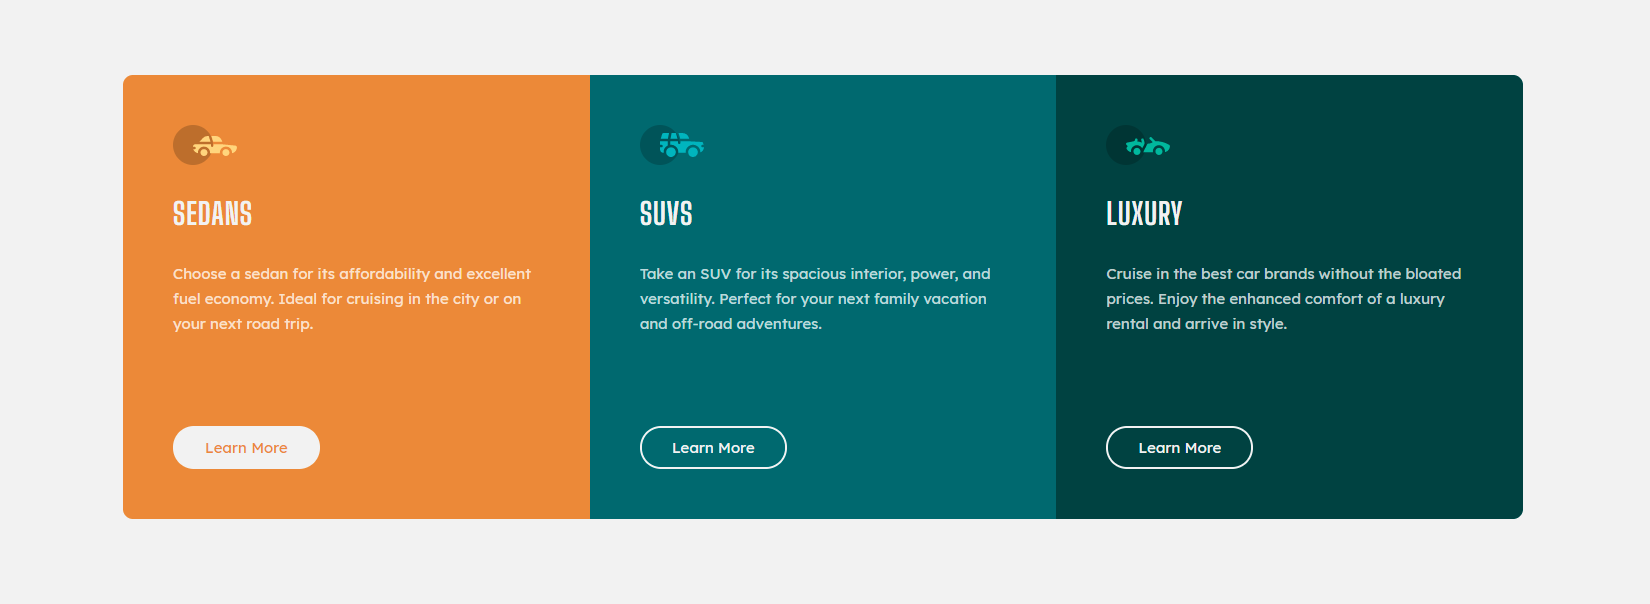 SEDANS
Choose a sedan for its affordability and excellent
fuel economy. Ideal for cruising in the city or on
your next road trip.
Learn More
SUVS
Take an SUV for its spacious interior, power, and
versatility. Perfect for your next family vacation
and off-road adventures.
Learn More
LUXURY
Cruise in the best car brands without the bloated
prices. Enjoy the enhanced comfort of a luxury
rental and arrive in style.
Learn More